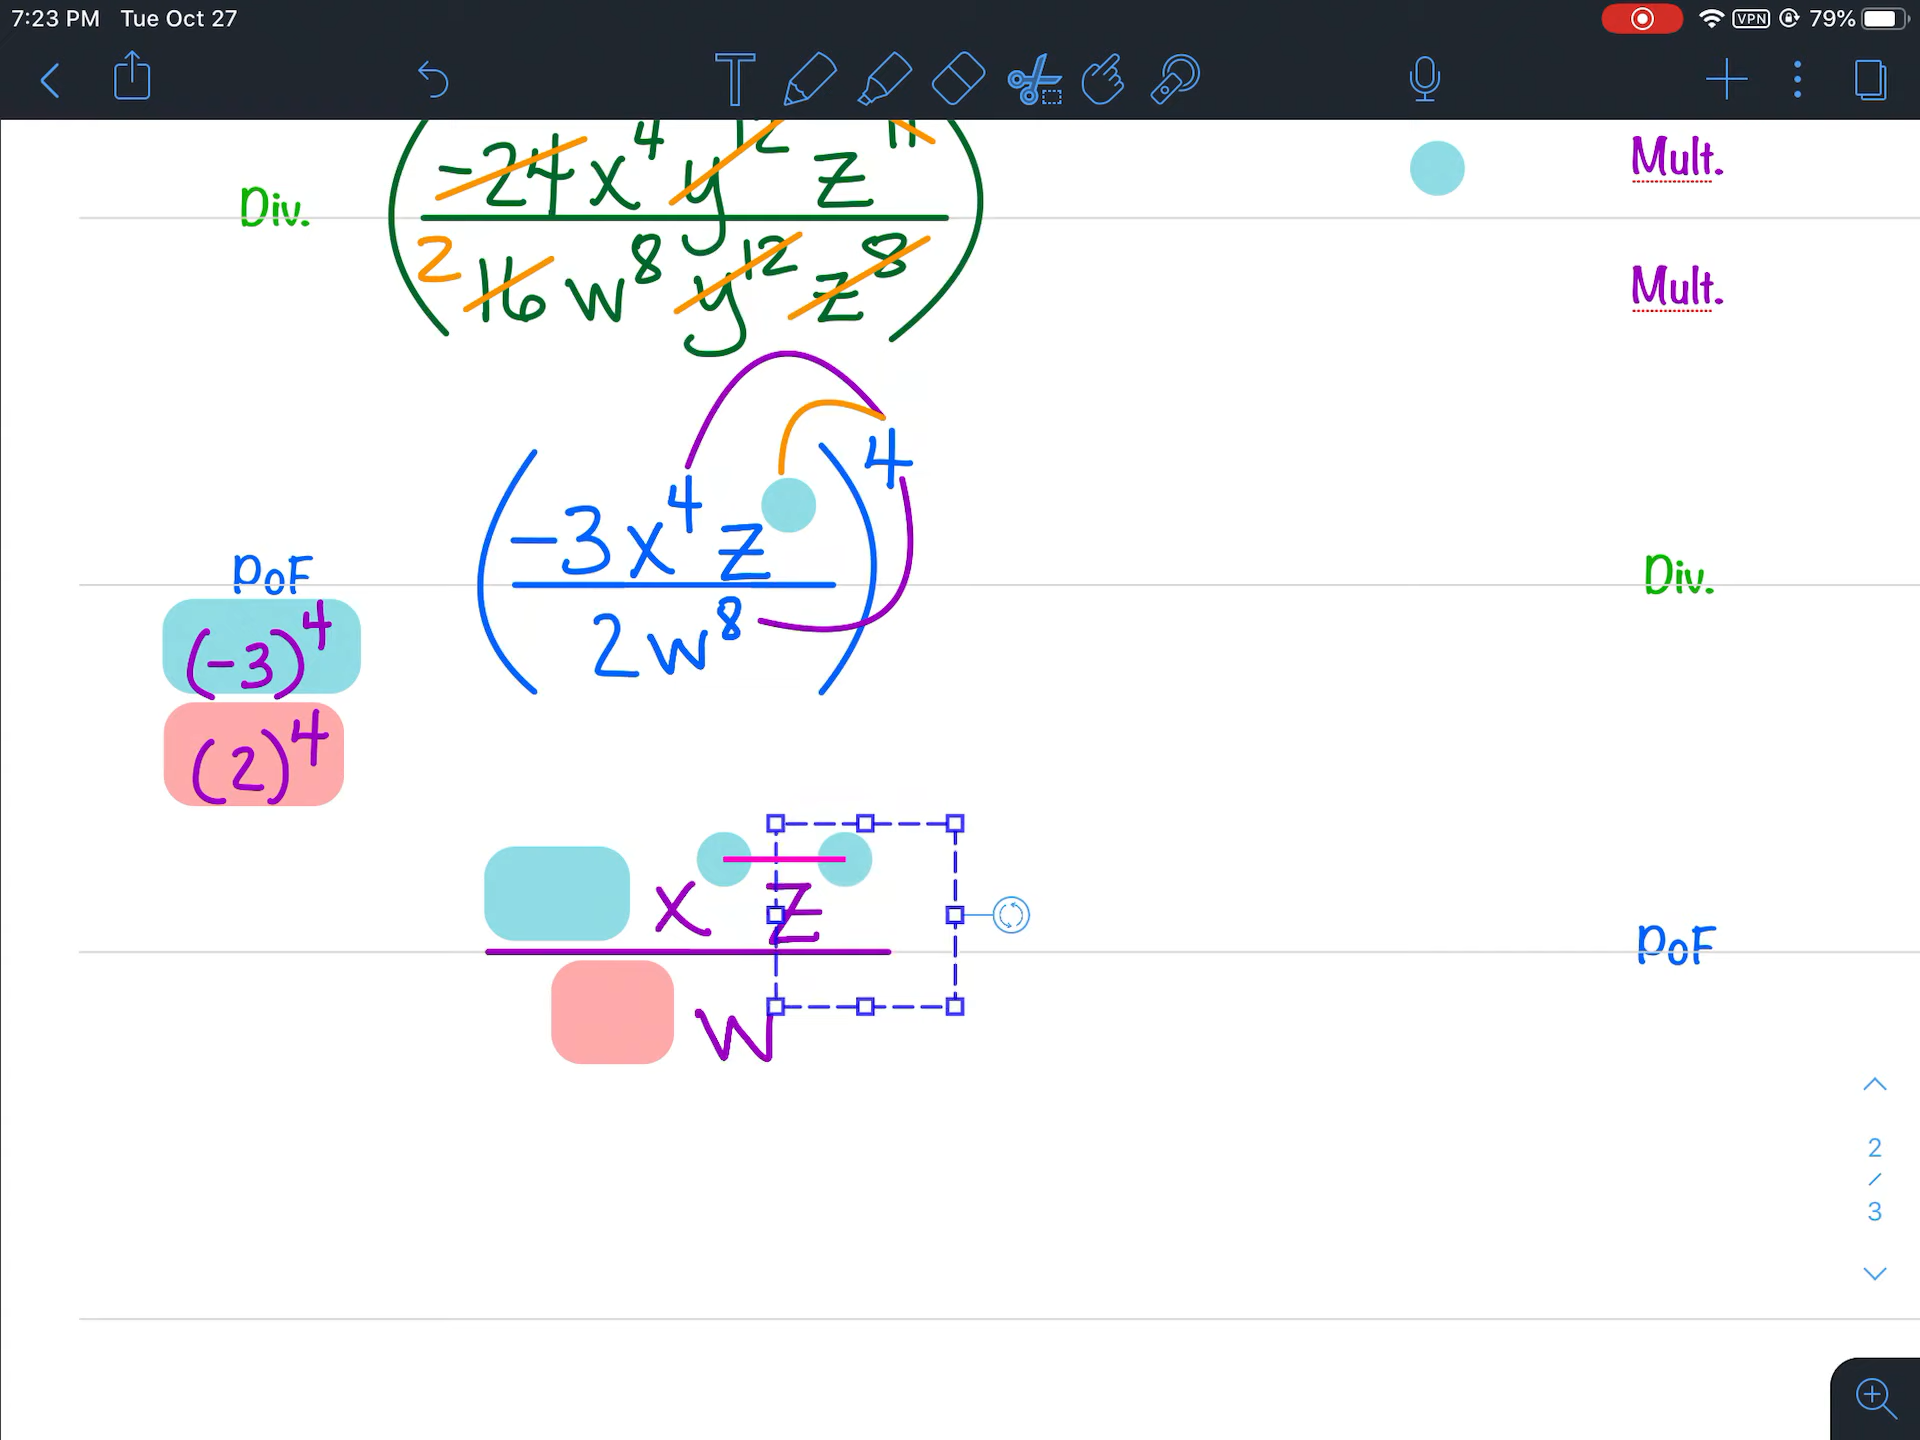 7:23 PM Tue Oct 27 VPN 79%
-24x⁴y¹²z¹¹ Mult.
Div.
2 16w⁸y¹²z⁸ Mult.
4
-3x⁴z
PoF Div.
2w⁸
(-3)⁴
(2)⁴
x z
PoF
w
2
/
3